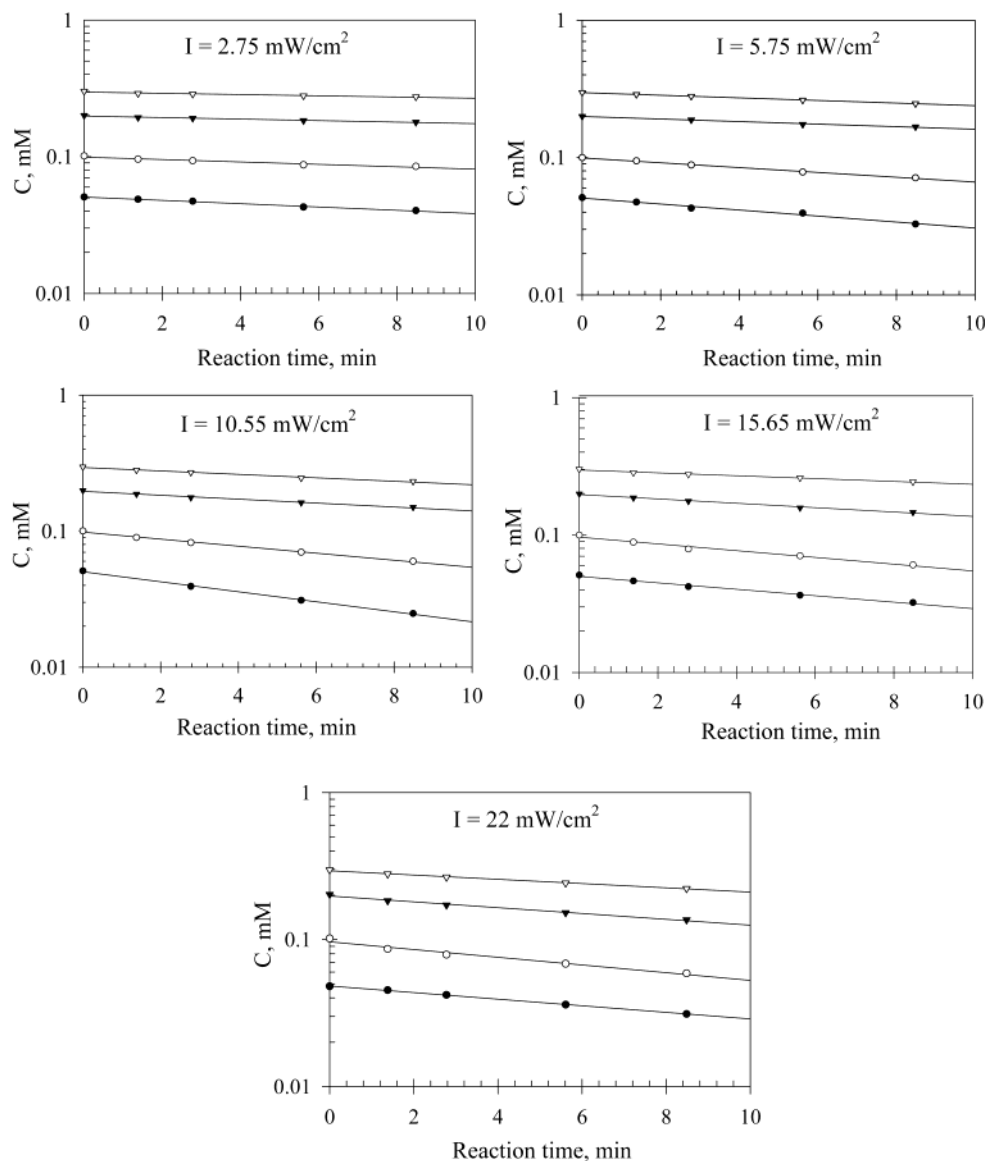 I = 2.75 mW/cm²
C, mM
1
0.1
0.01
0 2 4 6 8 10
Reaction time, min
5.75 mW/cm²
C, mM
1
0.1
0.01
0 2 4 6 8 10
Reaction time, min
I = 10.55 mW/cm²
C, mM
1
0.1
0.01
0 2 4 6 8 10
Reaction time, min
I = 15.65 mW/cm²
C, mM
1
0.1
0.01
0 2 4 6 8 10
Reaction time, min
I = 22 mW/cm²
C, mM
1
0.1
0.01
0 2 4 6 8 10
Reaction time, min